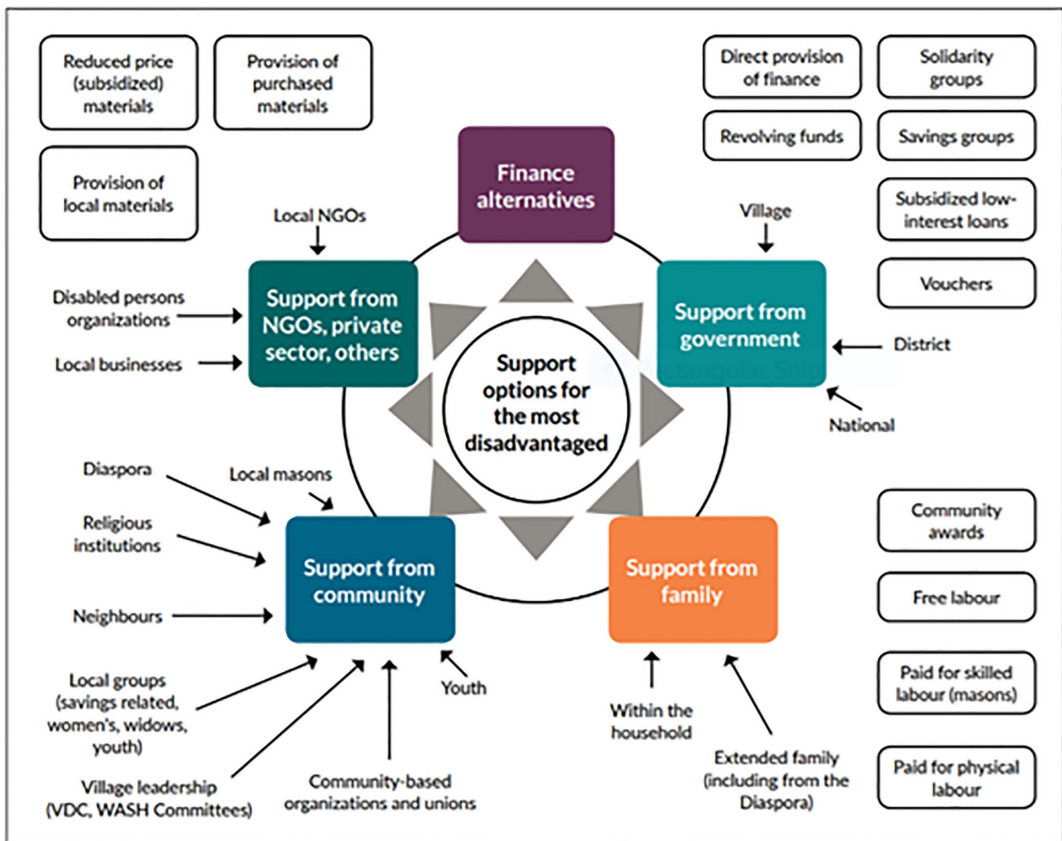 Reduced price
(subsidized)
materials
Provision of
purchased
materials
Provision of
local materials
Direct provision
of finance
Solidarity
groups
Revolving funds
Savings groups
Subsidized low-
interest loans
Vouchers
Finance
alternatives
Local NGOs
Village
Support from
NGOs, private
sector, others
Disabled persons
organizations
Local businesses
Support from
government
District
National
Rectangular Snip
Support
options for
the most
disadvantaged
Diaspora
Local masons
Religious
institutions
Neighbours
Support from
community
Local groups
(savings related,
women's, widows,
youth)
Village leadership
(VDC, WASH Committees)
Community-based
organizations and unions
Youth
Support from
family
Within the
household
Extended family
(including from the
Diaspora)
Community
awards
Free labour
Paid for skilled
labour (masons)
Paid for physical
labour